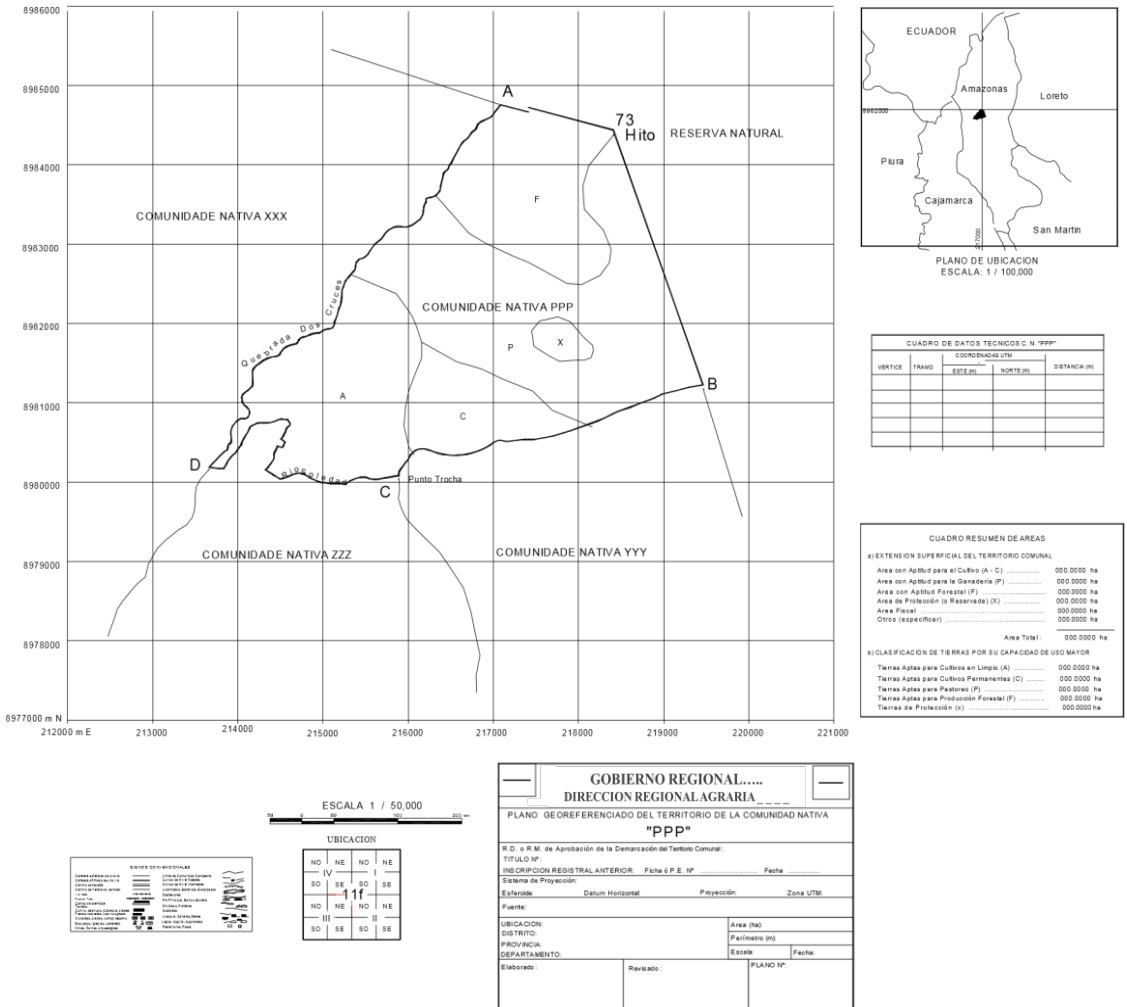 8986000
8985000
8984000
8983000
8982000
8981000
8980000
8979000
8978000
8977000 m N
212000 m E
213000
214000
215000
216000
217000
218000
219000
220000
221000
A
73
Hito
RESERVA NATURAL
F
COMUNIDADE NATIVA XXX
COMUNIDADE NATIVA PPP
Quebrada Dos Cruces
P
X
B
A
C
D
C
Punto Trocha
COMUNIDADE NATIVA ZZZ
COMUNIDADE NATIVA YYY
ECUADOR
Amazonas
Loreto
8982000
Piura
Cajamarca
217000
San Martin
PLANO DE UBICACION
ESCALA: 1 / 100,000
CUADRO DE DATOS TECNICOS C. N. "PPP"
VERTICE TRAMO COORDENADAS UTM DISTANCIA (m)
ESTE (m) NORTE (m)
CUADRO RESUMEN DE AREAS
a) EXTENSION SUPERFICIAL DEL TERRITORIO COMUNAL
Area con Aptitud para el Cultivo (A - C) ............... 000.0000 ha
Area con Aptitud para la Ganadería (P) ............... 000.0000 ha
Area con Aptitud Forestal (F) ............... 000.0000 ha
Area de Protección (o Reservada) (X) ............... 000.0000 ha
Area Fiscal ............... 000.0000 ha
Otros (especificar) ............... 000.0000 ha
Area Total : 000.0000 ha
b) CLASIFICACION DE TIERRAS POR SU CAPACIDAD DE USO MAYOR
Tierras Aptas para Cultivos en Limpio (A) ............... 000.0000 ha
Tierras Aptas para Cultivos Permanentes (C) ......... 000.0000 ha
Tierras Aptas para Pastoreo (P) ............... 000.0000 ha
Tierras Aptas para Producción Forestal (F) ............... 000.0000 ha
Tierras de Protección (x) ............... 000.0000 ha
ESCALA 1 / 50,000
50 0 50 100 200
UBICACION
NO NE NO NE
IV I
SO SE SO SE
11f
NO NE NO NE
III II
SO SE SO SE
SIGNOS CONVENCIONALES
GOBIERNO REGIONAL.....
DIRECCION REGIONAL AGRARIA _ _ _ _
PLANO GEOREFERENCIADO DEL TERRITORIO DE LA COMUNIDAD NATIVA
"PPP"
R.D. o R.M. de Aprobación de la Demarcación del Territorio Comunal :
TITULO Nº :
INSCRIPCION REGISTRAL ANTERIOR: Ficha ó P.E. Nº ............... Fecha ............
Sistema de Proyección:
Esferoide: Datum Horizontal: Proyección: Zona UTM:
Fuente:
UBICACION: Area (ha):
DISTRITO: Perímetro (m):
PROVINCIA:
DEPARTAMENTO: Escala: Fecha:
Elaborado : Revisado : PLANO Nº: